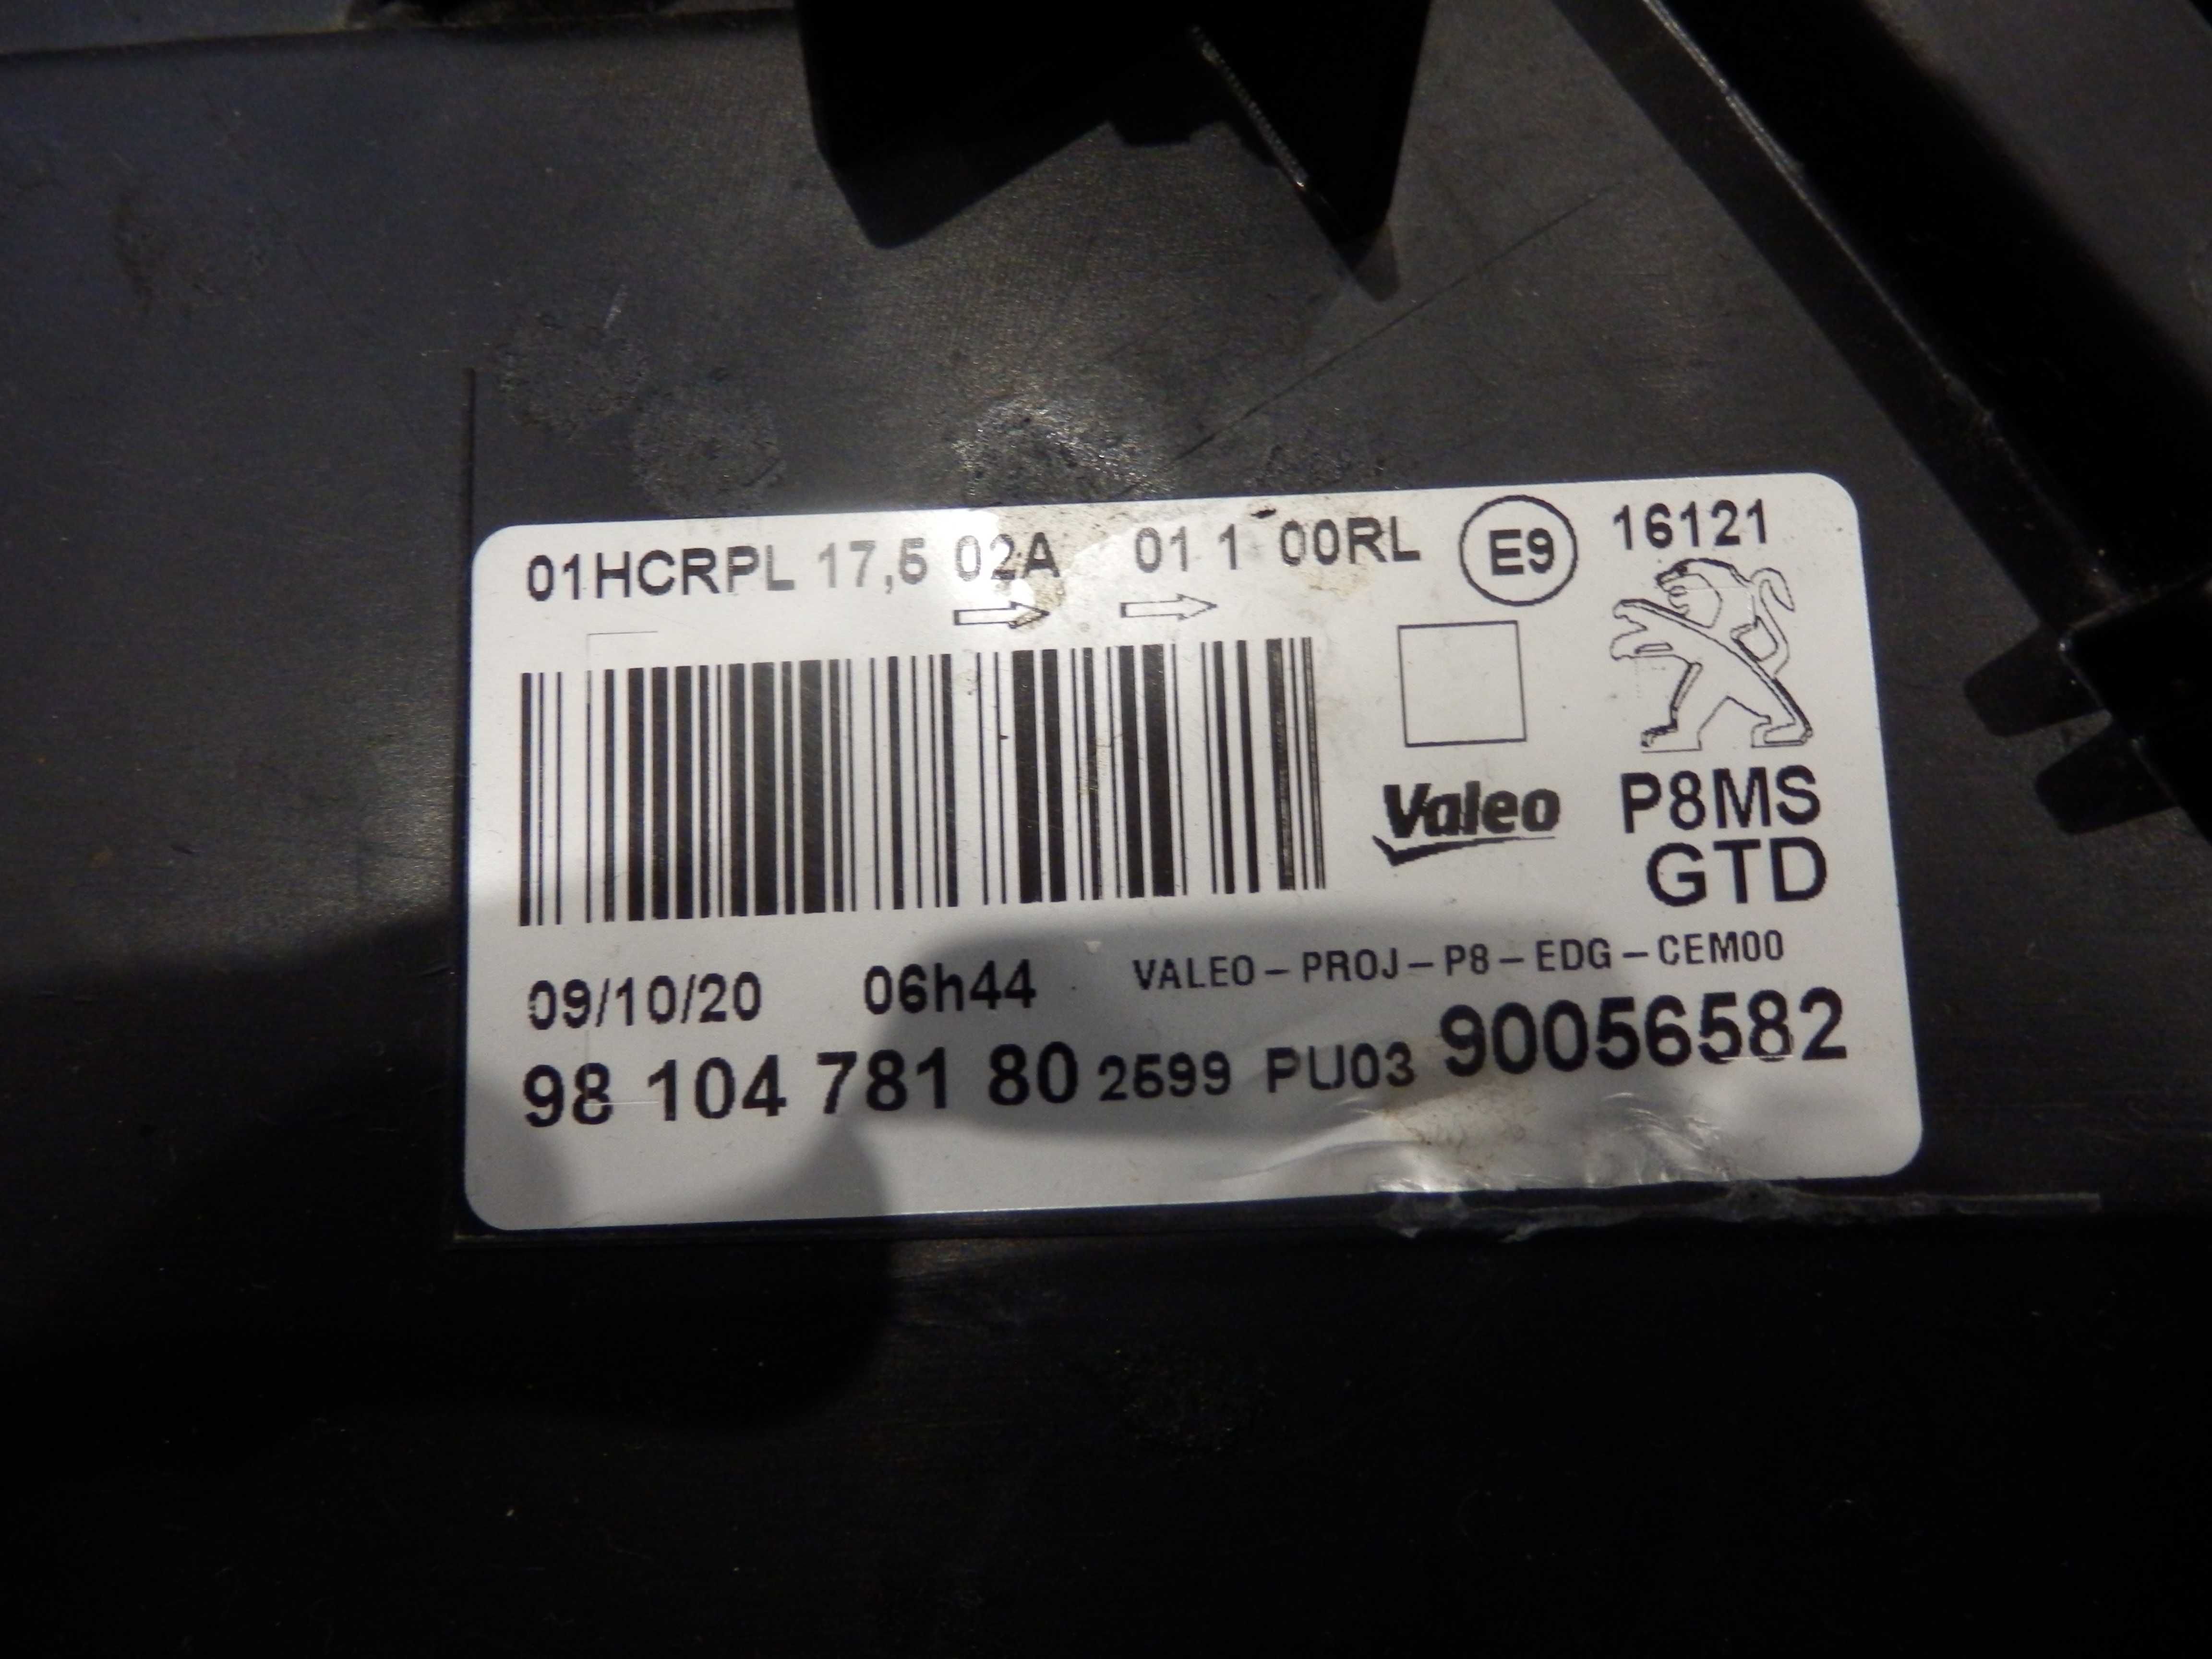 01HCRPL 17,5 02A 01 1 00RL E9 16121
Valeo
P8MS
GTD
09/10/20 06h44 VALEO-PROJ-P8-EDG-CEM00
98 104 781 80 2599 PU03 90056582